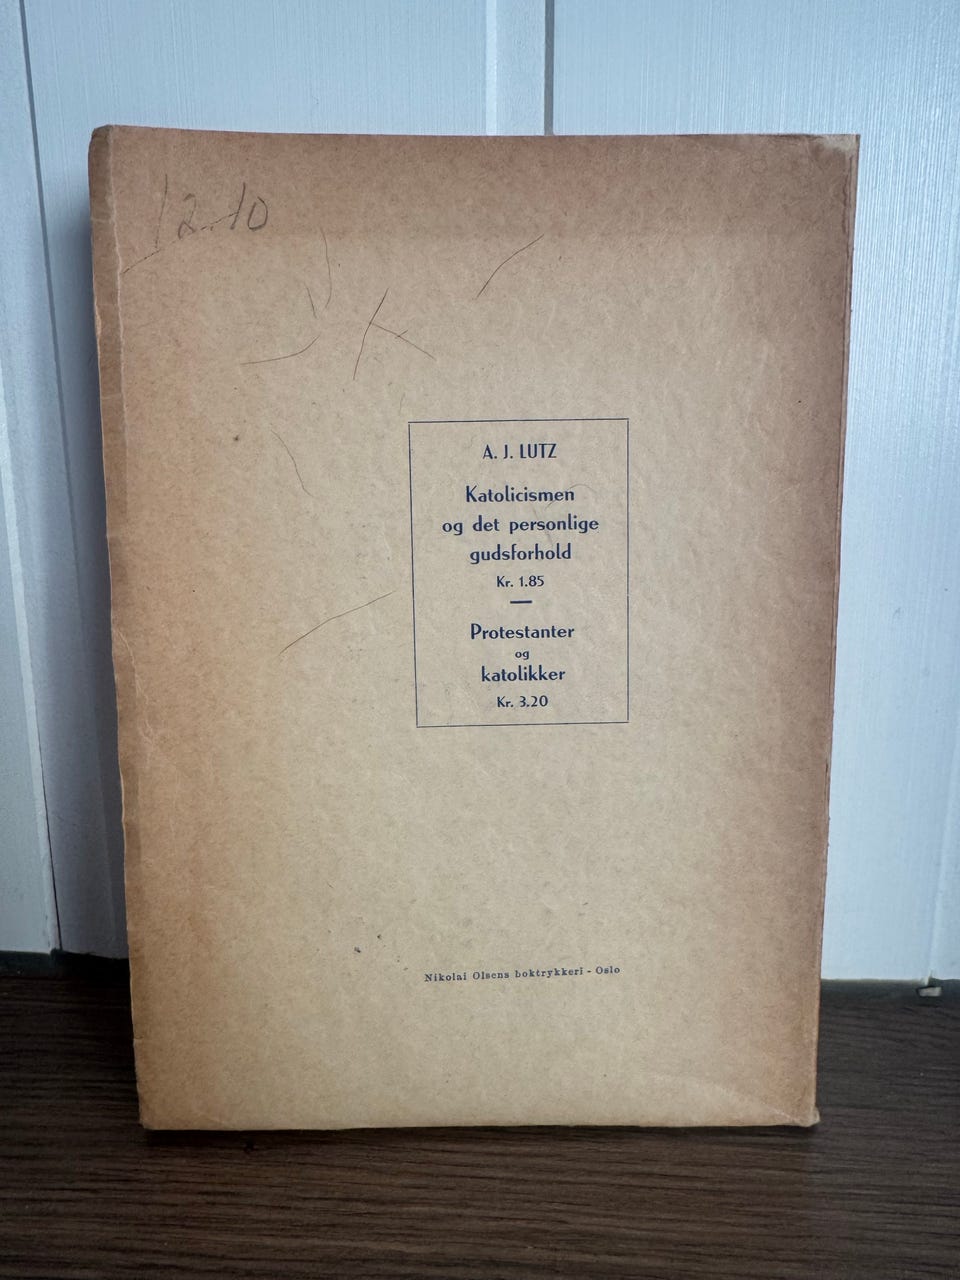 12.10
A. J. LUTZ
Katolicismen
og det personlige
gudsforhold
Kr. 1.85
Protestanter
og
katolikker
Kr. 3.20
Nikolai Olsens boktrykkeri - Oslo